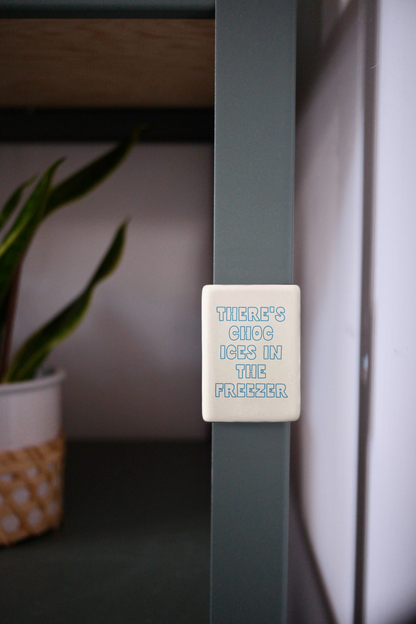 THERE'S
CHOC
ICES IN
THE
FREEZER